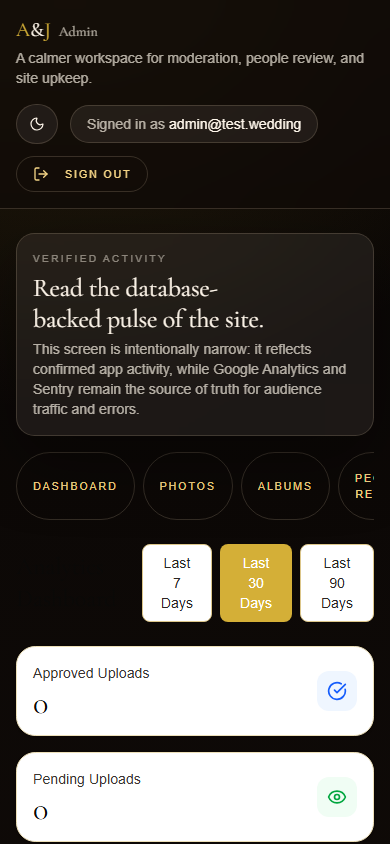 A&J Admin
A calmer workspace for moderation, people review, and
site upkeep.
Signed in as admin@test.wedding
SIGN OUT
VERIFIED ACTIVITY
Read the database-
backed pulse of the site.
This screen is intentionally narrow: it reflects
confirmed app activity, while Google Analytics and
Sentry remain the source of truth for audience
traffic and errors.
DASHBOARD PHOTOS ALBUMS
Last
7
Days
Last
30
Days
Last
90
Days
Approved Uploads
0
Pending Uploads
0